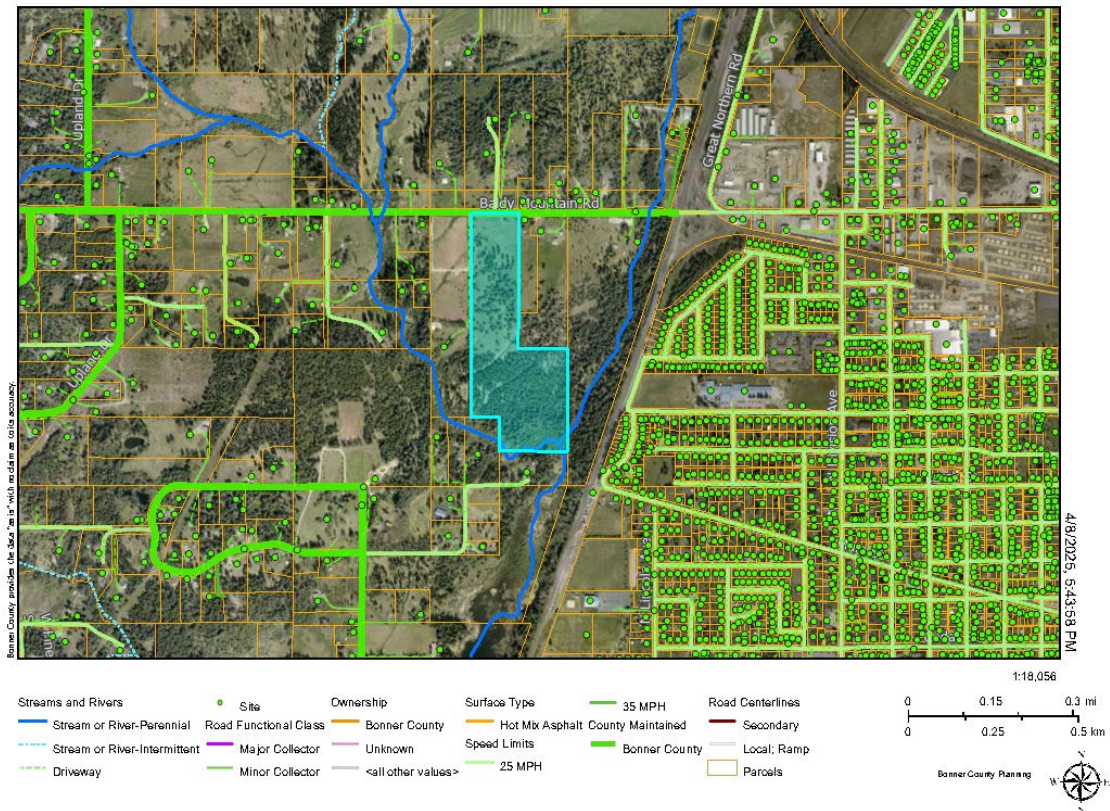 Upland Dr
Great Northern Rd
Baldy Mountain Rd
Upland Dr
Bonner County provides the data "as is" with no claim as to its accuracy.
4/8/2025, 5:43:58 PM
1:18,056
Streams and Rivers
Stream or River-Perennial
Stream or River-Intermittent
Driveway
Site
Road Functional Class
Major Collector
Minor Collector
Ownership
Bonner County
Unknown
<all other values>
Surface Type
Hot Mix Asphalt
Speed Limits
25 MPH
35 MPH
County Maintained
Bonner County
Road Centerlines
Secondary
Local; Ramp
Parcels
0 0.15 0.3 mi
0 0.25 0.5 km
Bonner County Planning
N
W E
S